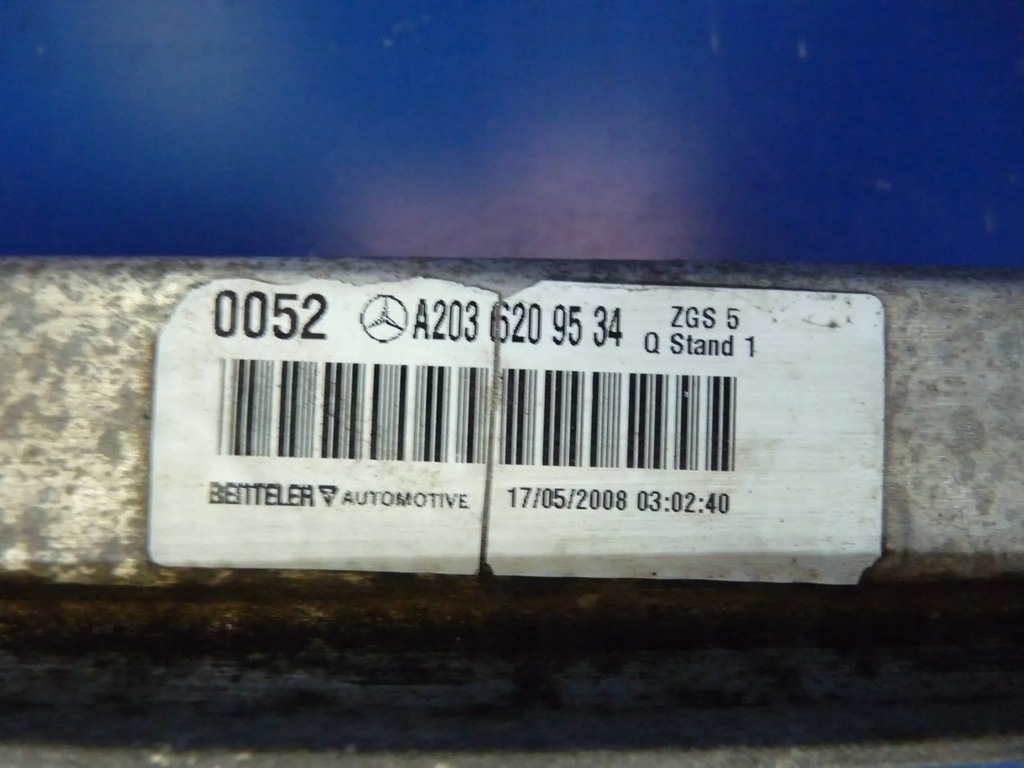 0052 A203 620 95 34 ZGS 5
Q Stand 1
BENTELER AUTOMOTIVE 17/05/2008 03:02:40